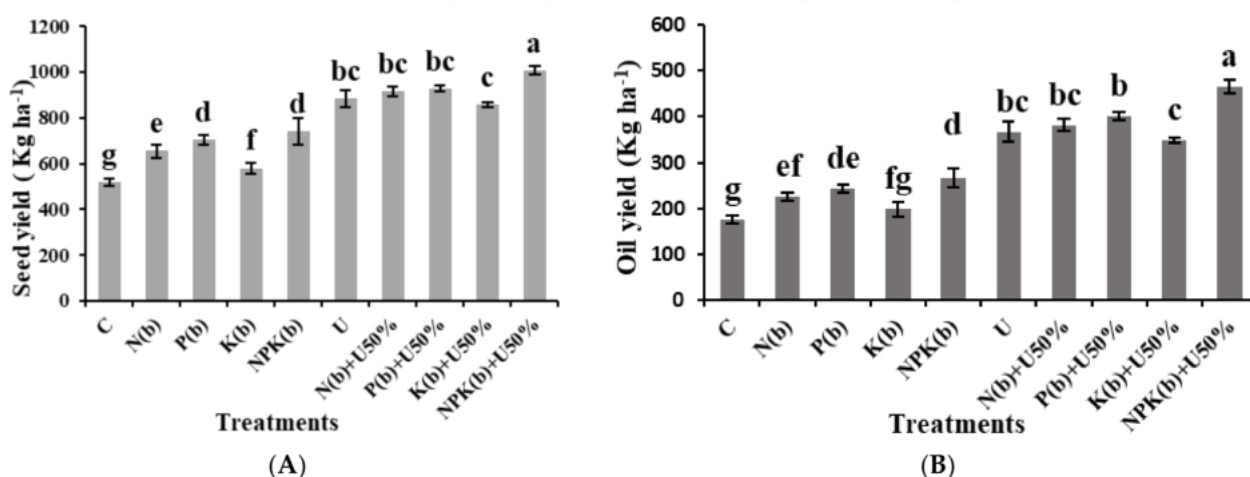 1200
1000
800
600
400
200
0
Seed yield ( Kg ha⁻¹)
g
e
d
f
d
bc
bc
bc
c
a
C
N(b)
P(b)
K(b)
NPK(b)
U
N(b)+U50%
P(b)+U50%
K(b)+U50%
NPK(b)+U50%
Treatments
(A)
600
500
400
300
200
100
0
Oil yield (Kg ha⁻¹)
g
ef
de
fg
d
bc
bc
b
c
a
C
N(b)
P(b)
K(b)
NPK(b)
U
N(b)+U50%
P(b)+U50%
K(b)+U50%
NPK(b)+U50%
Treatments
(B)